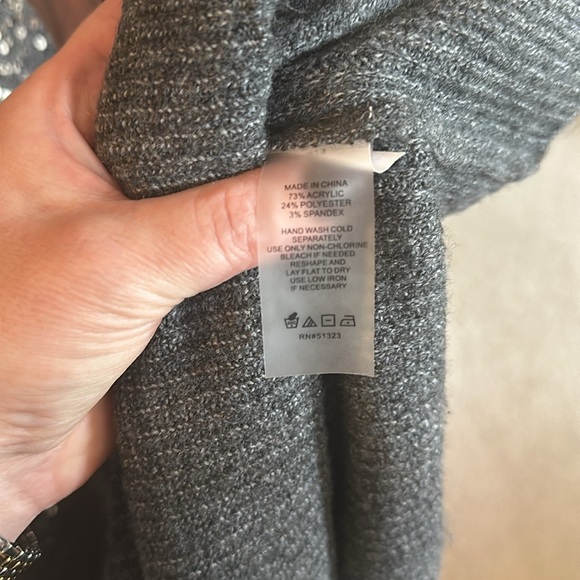 MADE IN CHINA
73% ACRYLIC
24% POLYESTER
3% SPANDEX
HAND WASH COLD
SEPARATELY
USE ONLY NON-CHLORINE
BLEACH IF NEEDED
RESHAPE AND
LAY FLAT TO DRY
USE LOW IRON
IF NECESSARY
RN#51323